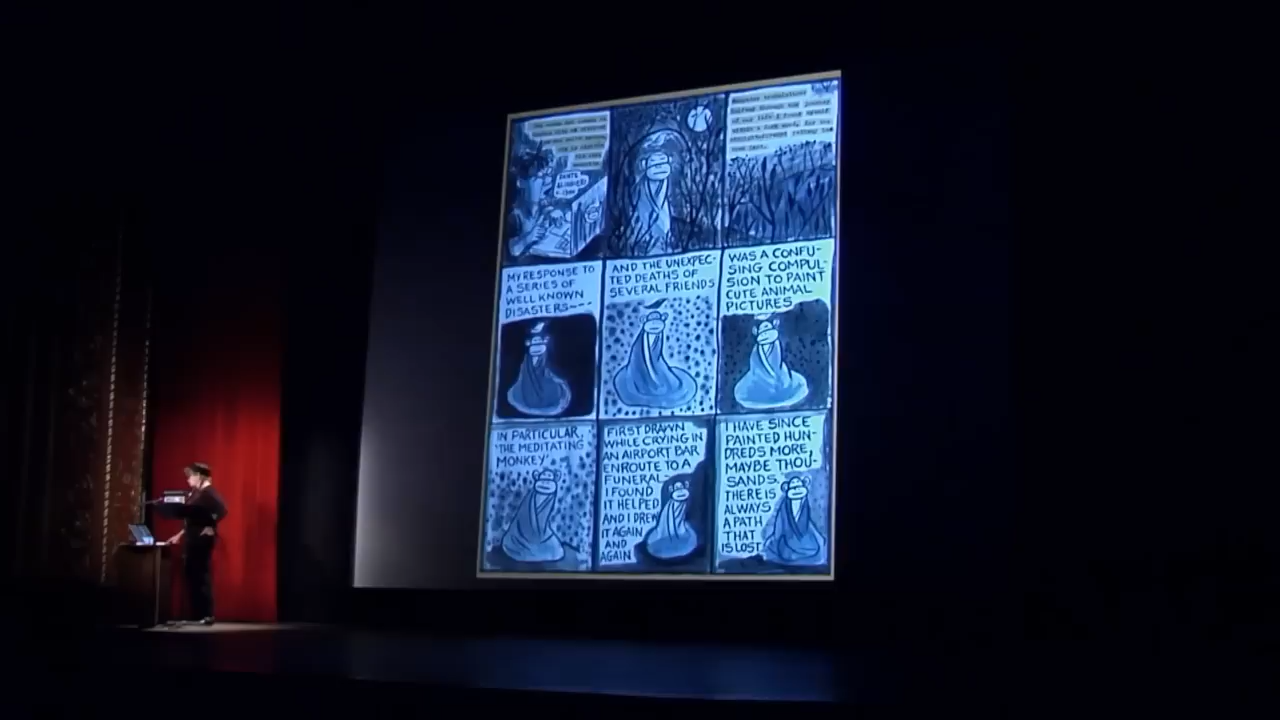 DANTE
ALIGHIERI
MY RESPONSE TO
A SERIES OF
WELL KNOWN
DISASTERS~---
AND THE UNEXPEC-
TED DEATHS OF
SEVERAL FRIENDS
WAS A CONFU-
SING COMPUL-
SION TO PAINT
CUTE ANIMAL
PICTURES
IN PARTICULAR,
'THE MEDITATING
MONKEY'
FIRST DRAWN
WHILE CRYING IN
AN AIRPORT BAR
ENROUTE TO A
FUNERAL-
I FOUND
IT HELPED
AND I DREW
IT AGAIN
AND
AGAIN
I HAVE SINCE
PAINTED HUN-
DREDS MORE,
MAYBE THOU-
SANDS.
THERE IS
ALWAYS
A PATH
THAT
IS LOST